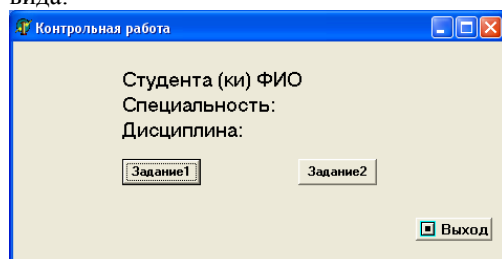 вида:
Контрольная работа
Студента (ки) ФИО
Специальность:
Дисциплина:
Задание1 Задание2
Выход